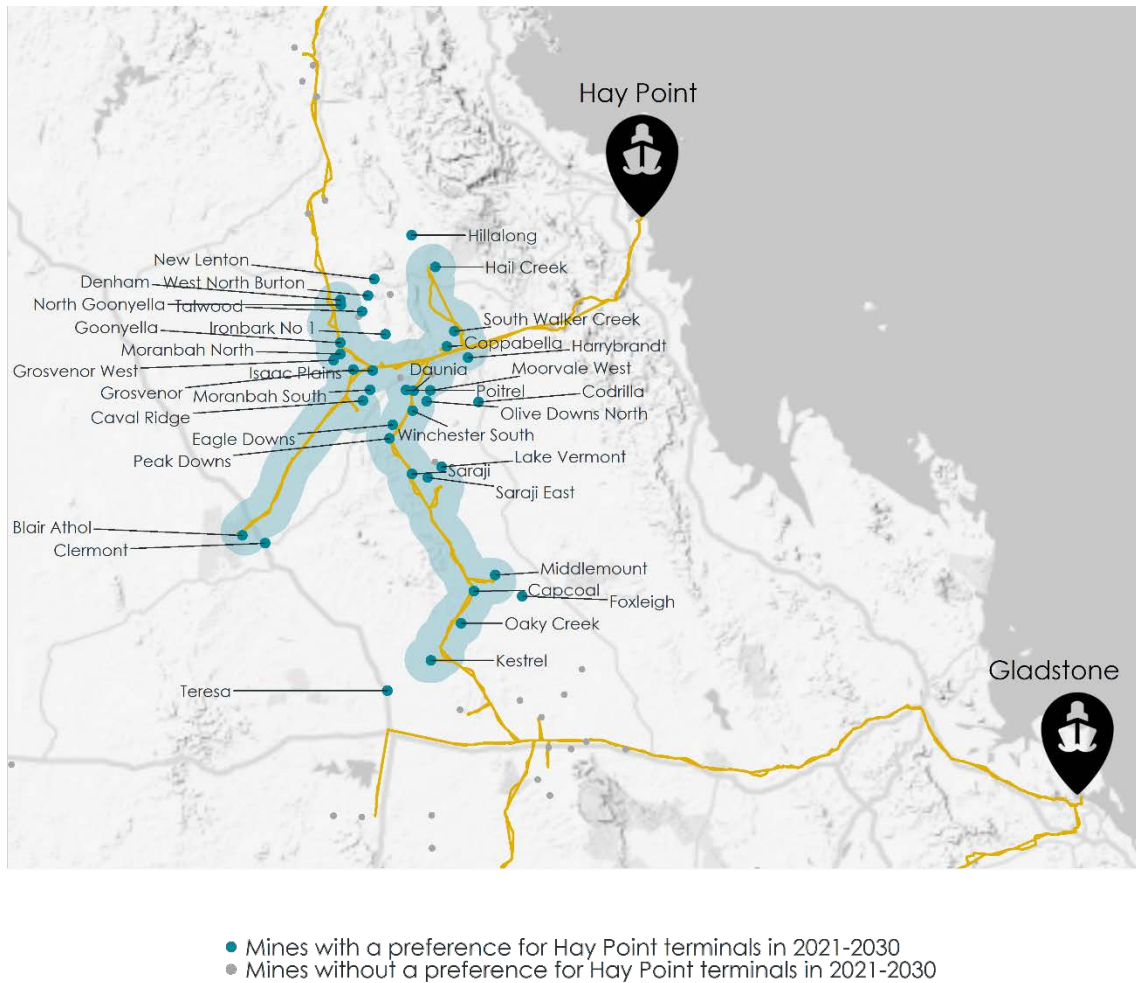 Hay Point
Hillalong
New Lenton
Hail Creek
Denham
West North Burton
North Goonyella
Talwood
Goonyella
Ironbark No 1
South Walker Creek
Moranbah North
Coppabella
Harrybrandt
Grosvenor West
Isaac Plains
Daunia
Moorvale West
Grosvenor
Moranbah South
Poitrel
Codrilla
Caval Ridge
Olive Downs North
Eagle Downs
Winchester South
Peak Downs
Lake Vermont
Saraji
Saraji East
Blair Athol
Clermont
Middlemount
Capcoal
Foxleigh
Oaky Creek
Kestrel
Teresa
Gladstone
Mines with a preference for Hay Point terminals in 2021-2030
Mines without a preference for Hay Point terminals in 2021-2030